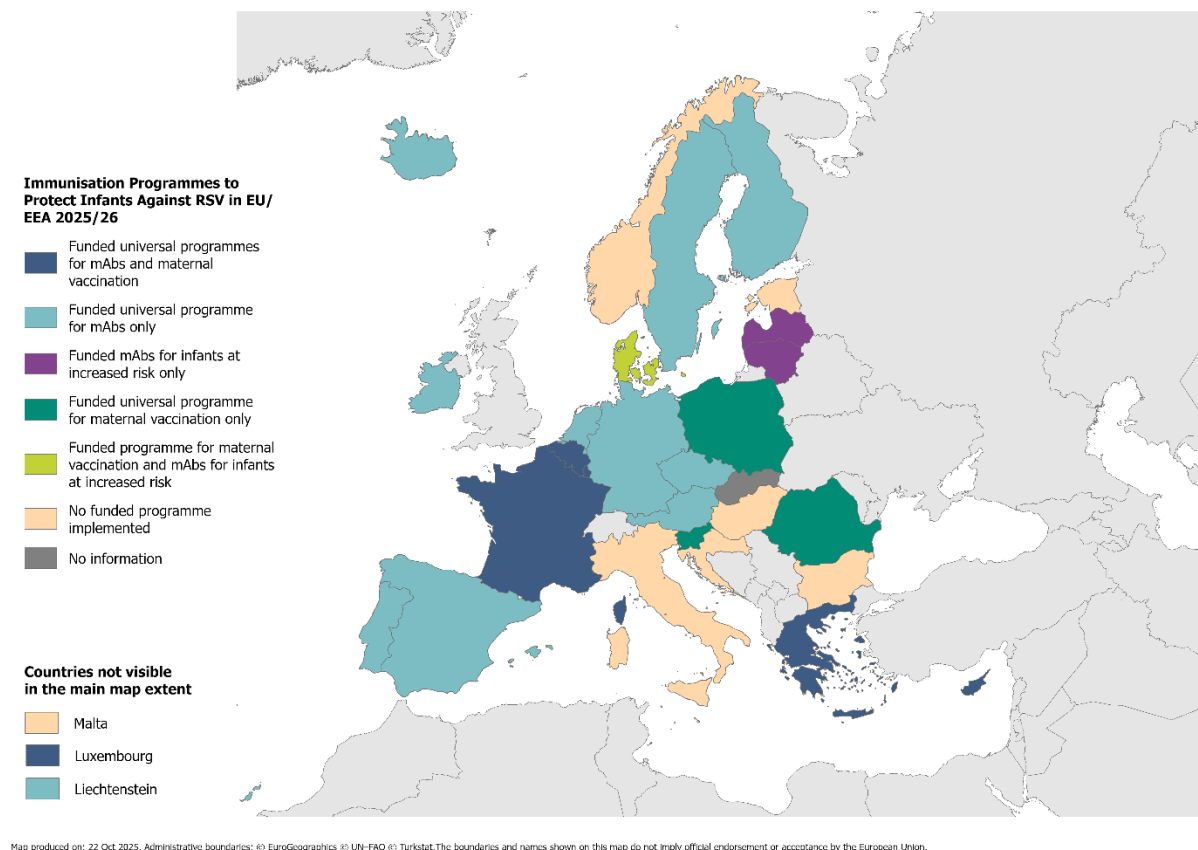 Immunisation Programmes to
Protect Infants Against RSV in EU/
EEA 2025/26
Funded universal programmes
for mAbs and maternal
vaccination
Funded universal programme
for mAbs only
Funded mAbs for infants at
increased risk only
Funded universal programme
for maternal vaccination only
Funded programme for maternal
vaccination and mAbs for infants
at increased risk
No funded programme
implemented
No information
Countries not visible
in the main map extent
Malta
Luxembourg
Liechtenstein
Map produced on: 22 Oct 2025. Administrative boundaries: © EuroGeographics © UN–FAO © Turkstat.The boundaries and names shown on this map do not imply official endorsement or acceptance by the European Union.